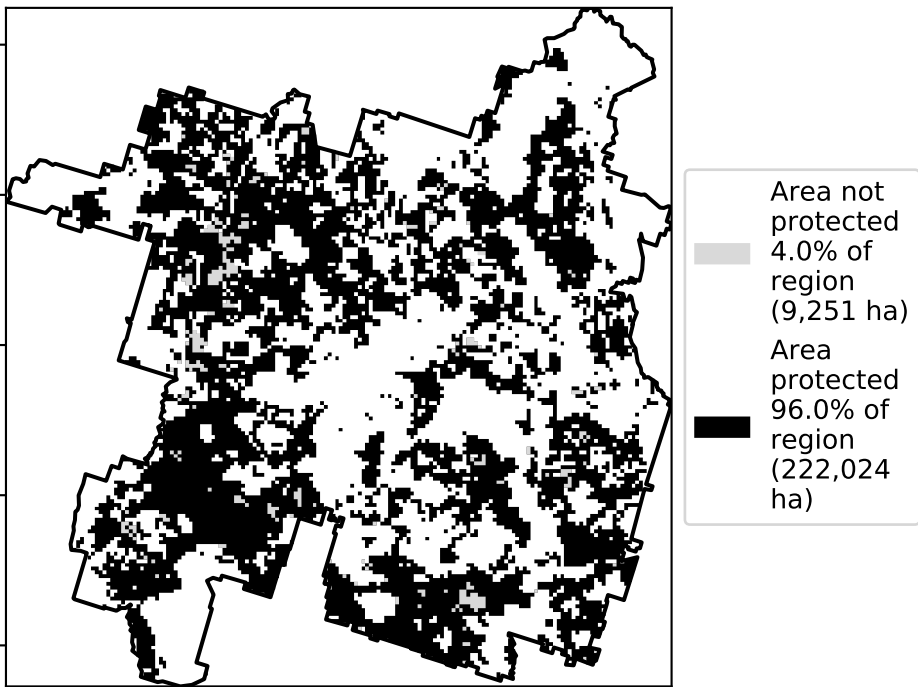 Area not
protected
4.0% of
region
(9,251 ha)
Area
protected
96.0% of
region
(222,024
ha)